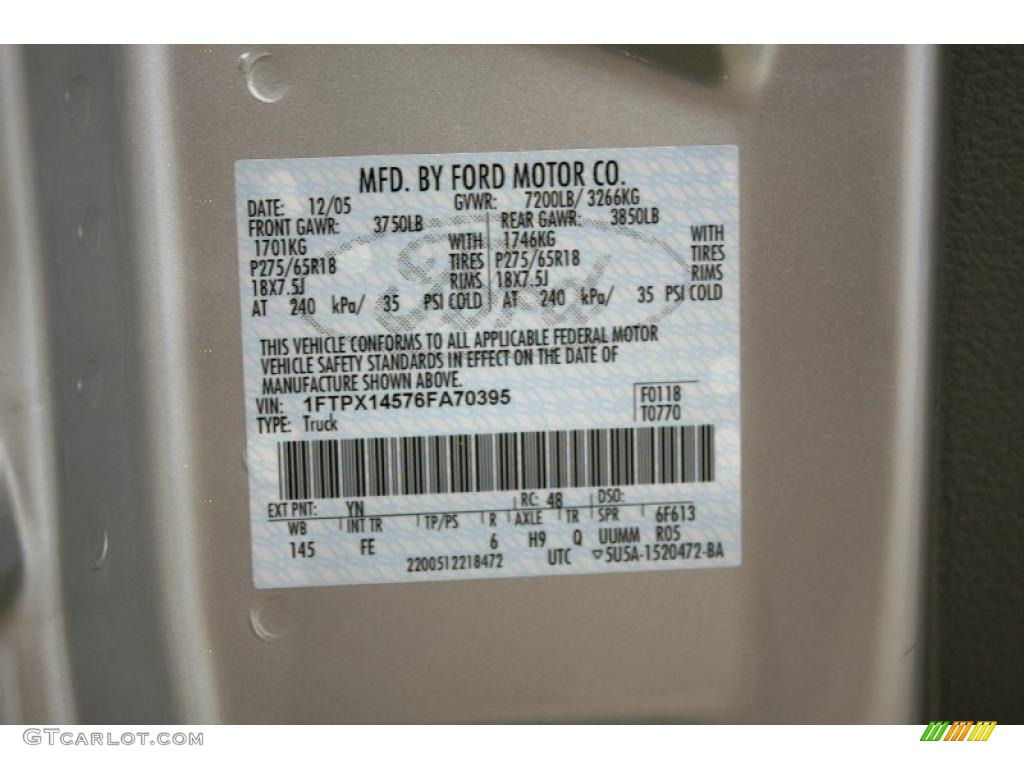 MFD. BY FORD MOTOR CO.
DATE: 12/05 GVWR: 7200LB/ 3266KG
FRONT GAWR: 3750LB REAR GAWR: 3850LB
1701KG WITH 1746KG WITH
P275/65R18 TIRES P275/65R18 TIRES
18X7.5J RIMS 18X7.5J RIMS
AT 240 kPa/ 35 PSI COLD AT 240 kPa/ 35 PSI COLD
Ford
THIS VEHICLE CONFORMS TO ALL APPLICABLE FEDERAL MOTOR
VEHICLE SAFETY STANDARDS IN EFFECT ON THE DATE OF
MANUFACTURE SHOWN ABOVE.
VIN: 1FTPX14576FA70395 F0118
TYPE: Truck T0770
EXT PNT: YN RC: 48 DSO:
WB INT TR TP/PS R AXLE TR SPR 6F613
145 FE 6 H9 Q UUMM R05
2200512218472 UTC 5U5A-1520472-BA
GTCARLOT.COM